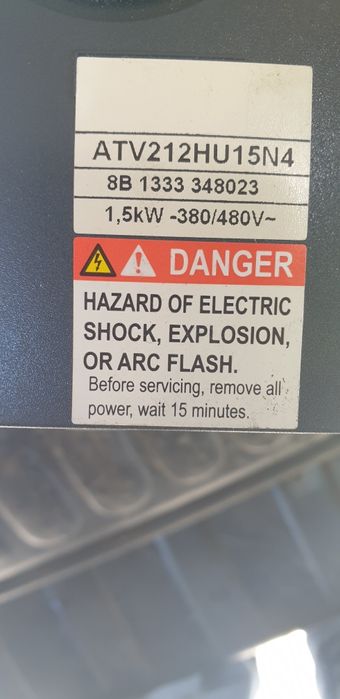 ATV212HU15N4
8B 1333 348023
1,5kW -380/480V~
DANGER
HAZARD OF ELECTRIC
SHOCK, EXPLOSION,
OR ARC FLASH.
Before servicing, remove all
power, wait 15 minutes.